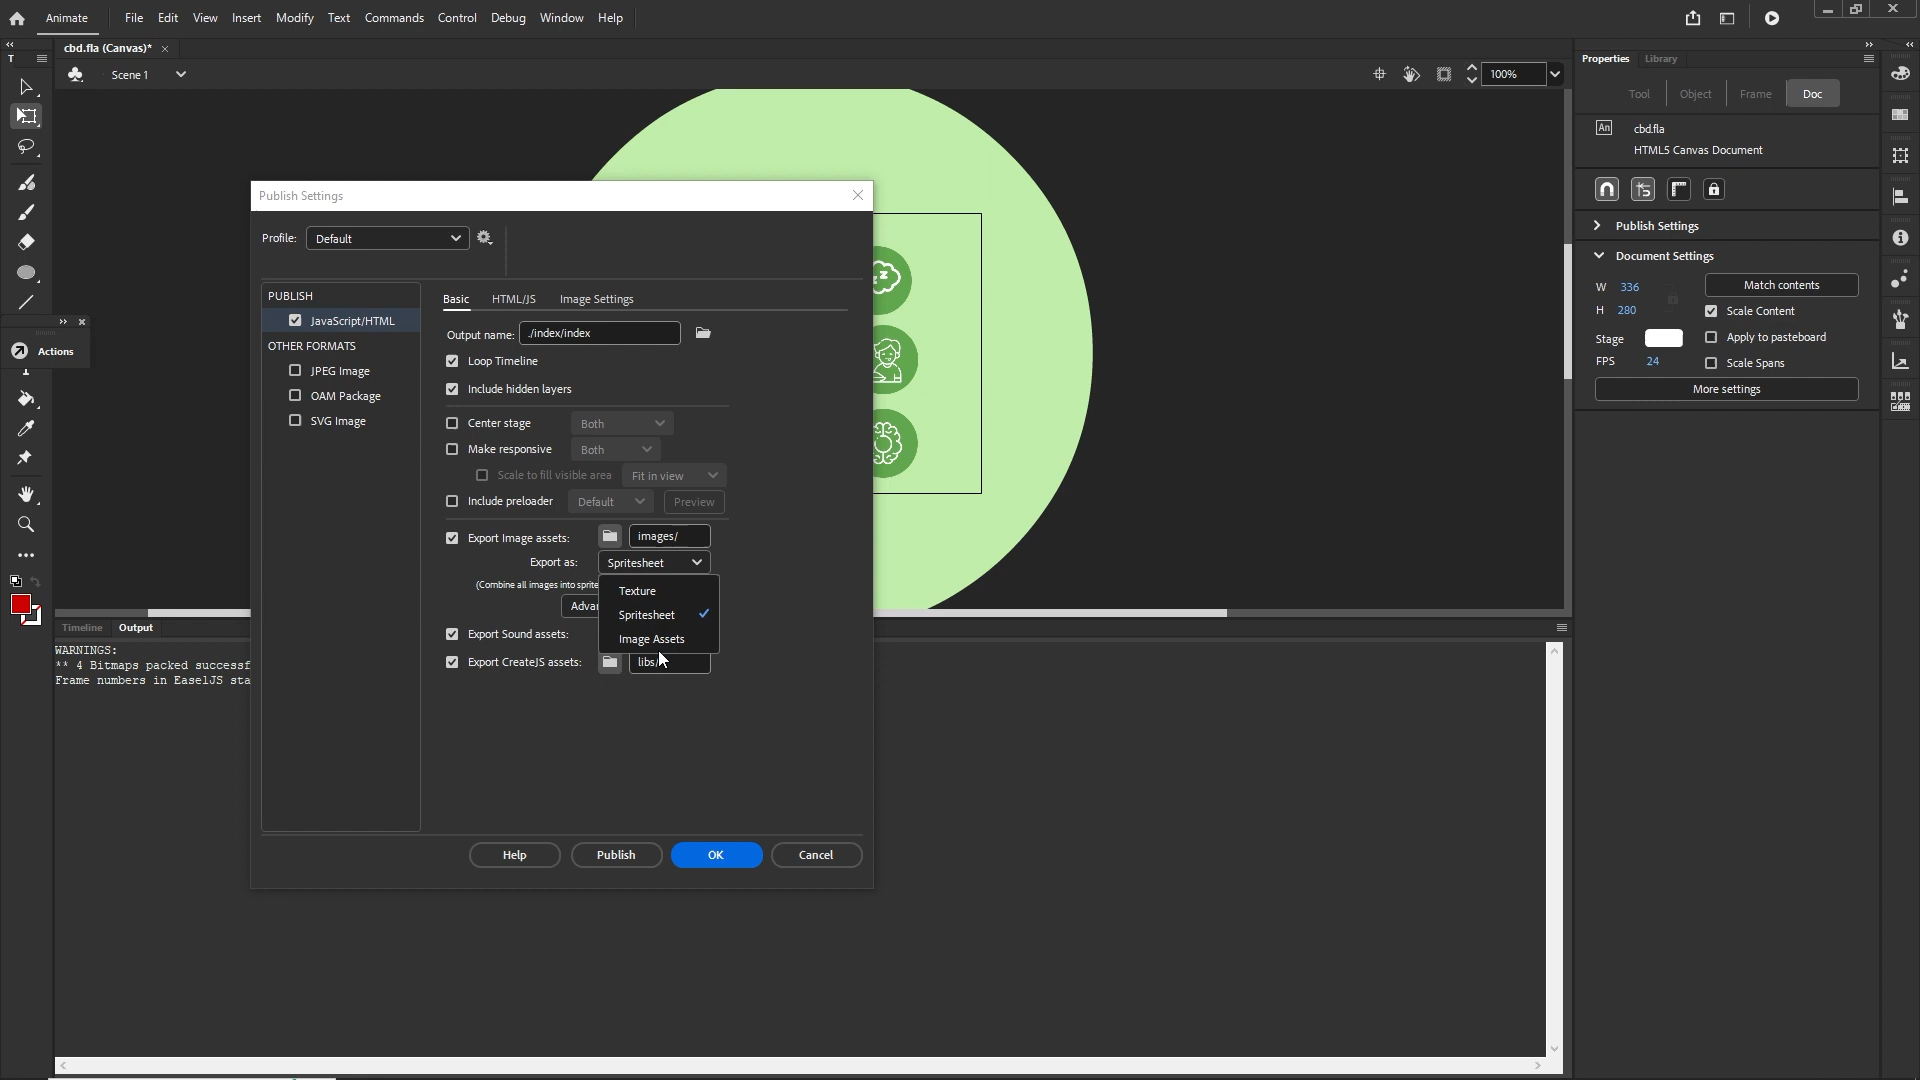 Animate File Edit View Insert Modify Text Commands Control Debug Window Help
cbd.fla (Canvas)*
T
Scene 1
100%
Publish Settings
Profile: Default
PUBLISH
JavaScript/HTML
OTHER FORMATS
JPEG Image
OAM Package
SVG Image
Basic HTML/JS Image Settings
Output name: ./index/index
Loop Timeline
Include hidden layers
Center stage Both
Make responsive Both
Scale to fill visible area Fit in view
Include preloader Default Preview
Export Image assets: images/
Export as: Spritesheet
(Combine all images into sprite
Texture
Spritesheet
Image Assets
Advan
Export Sound assets:
Export CreateJS assets: libs/
Help Publish OK Cancel
Actions
Timeline Output
WARNINGS:
** 4 Bitmaps packed successf
Frame numbers in EaselJS sta
z z
Properties Library
Tool Object Frame Doc
An cbd.fla
HTML5 Canvas Document
Publish Settings
Document Settings
W 336 Match contents
H 280 Scale Content
Stage Apply to pasteboard
FPS 24 Scale Spans
More settings